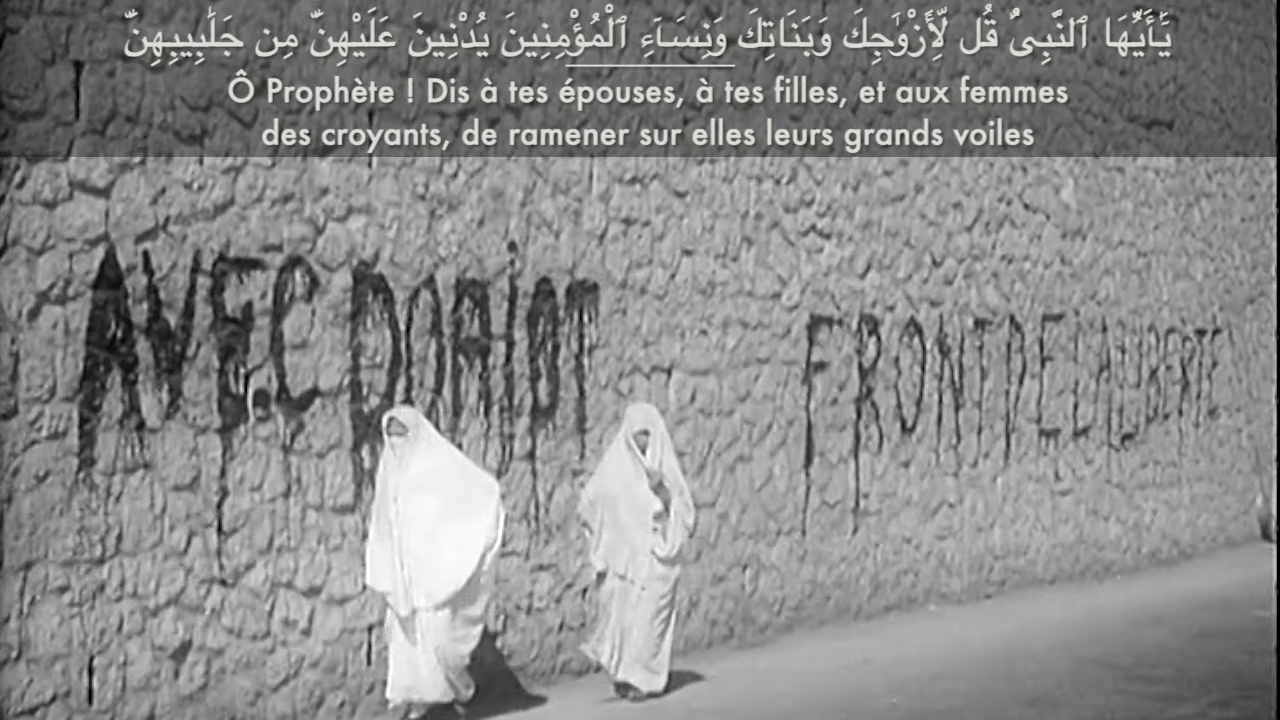 يَٰٓأَيُّهَا ٱلنَّبِىُّ قُل لِّأَزْوَٰجِكَ وَبَنَاتِكَ وَنِسَآءِ ٱلْمُؤْمِنِينَ يُدْنِينَ عَلَيْهِنَّ مِن جَلَٰبِيبِهِنَّ
Ô Prophète ! Dis à tes épouses, à tes filles, et aux femmes
des croyants, de ramener sur elles leurs grands voiles
AVEC DORIOT
FRONT DE LA LIBERTE